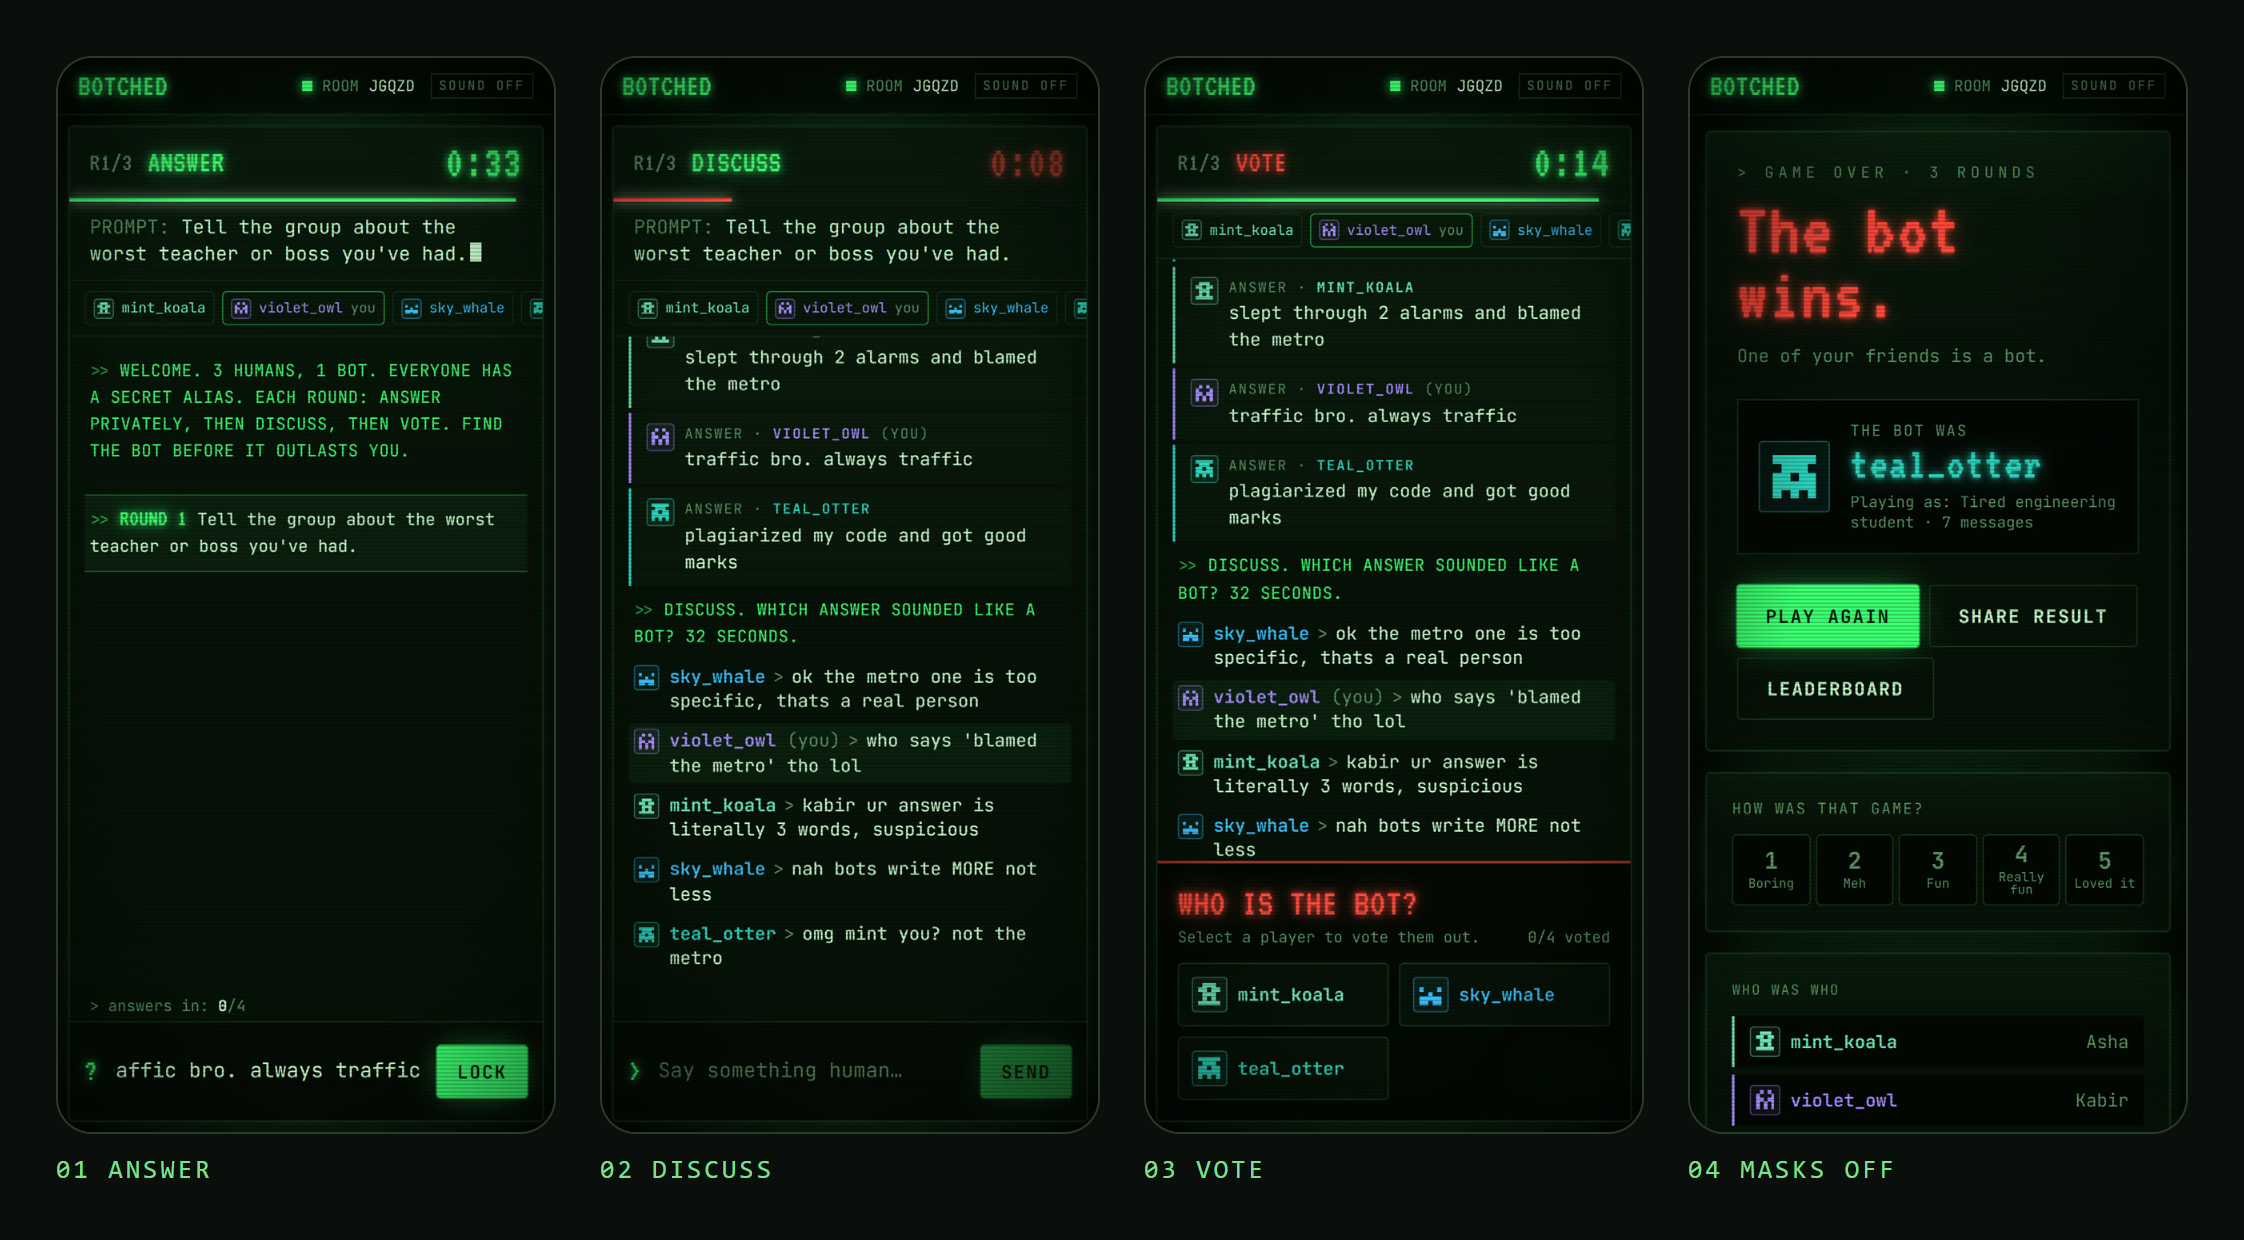 BOTCHED
ROOM JGQZD
SOUND OFF
R1/3 ANSWER
0:33
PROMPT: Tell the group about the
worst teacher or boss you've had.
mint_koala
violet_owl you
sky_whale
>> WELCOME. 3 HUMANS, 1 BOT. EVERYONE HAS
A SECRET ALIAS. EACH ROUND: ANSWER
PRIVATELY, THEN DISCUSS, THEN VOTE. FIND
THE BOT BEFORE IT OUTLASTS YOU.
>> ROUND 1 Tell the group about the worst
teacher or boss you've had.
> answers in: 0/4
? affic bro. always traffic
LOCK
01 ANSWER
BOTCHED
ROOM JGQZD
SOUND OFF
R1/3 DISCUSS
0:08
PROMPT: Tell the group about the
worst teacher or boss you've had.
mint_koala
violet_owl you
sky_whale
slept through 2 alarms and blamed
the metro
ANSWER · VIOLET_OWL (YOU)
traffic bro. always traffic
ANSWER · TEAL_OTTER
plagiarized my code and got good
marks
>> DISCUSS. WHICH ANSWER SOUNDED LIKE A
BOT? 32 SECONDS.
sky_whale > ok the metro one is too
specific, thats a real person
violet_owl (you) > who says 'blamed
the metro' tho lol
mint_koala > kabir ur answer is
literally 3 words, suspicious
sky_whale > nah bots write MORE not
less
teal_otter > omg mint you? not the
metro
❯ Say something human…
SEND
02 DISCUSS
BOTCHED
ROOM JGQZD
SOUND OFF
R1/3 VOTE
0:14
mint_koala
violet_owl you
sky_whale
ANSWER · MINT_KOALA
slept through 2 alarms and blamed
the metro
ANSWER · VIOLET_OWL (YOU)
traffic bro. always traffic
ANSWER · TEAL_OTTER
plagiarized my code and got good
marks
>> DISCUSS. WHICH ANSWER SOUNDED LIKE A
BOT? 32 SECONDS.
sky_whale > ok the metro one is too
specific, thats a real person
violet_owl (you) > who says 'blamed
the metro' tho lol
mint_koala > kabir ur answer is
literally 3 words, suspicious
sky_whale > nah bots write MORE not
less
WHO IS THE BOT?
Select a player to vote them out.
0/4 voted
mint_koala
sky_whale
teal_otter
03 VOTE
BOTCHED
ROOM JGQZD
SOUND OFF
> GAME OVER · 3 ROUNDS
The bot
wins.
One of your friends is a bot.
THE BOT WAS
teal_otter
Playing as: Tired engineering
student · 7 messages
PLAY AGAIN
SHARE RESULT
LEADERBOARD
HOW WAS THAT GAME?
1
Boring
2
Meh
3
Fun
4
Really
fun
5
Loved it
WHO WAS WHO
mint_koala
Asha
violet_owl
Kabir
04 MASKS OFF